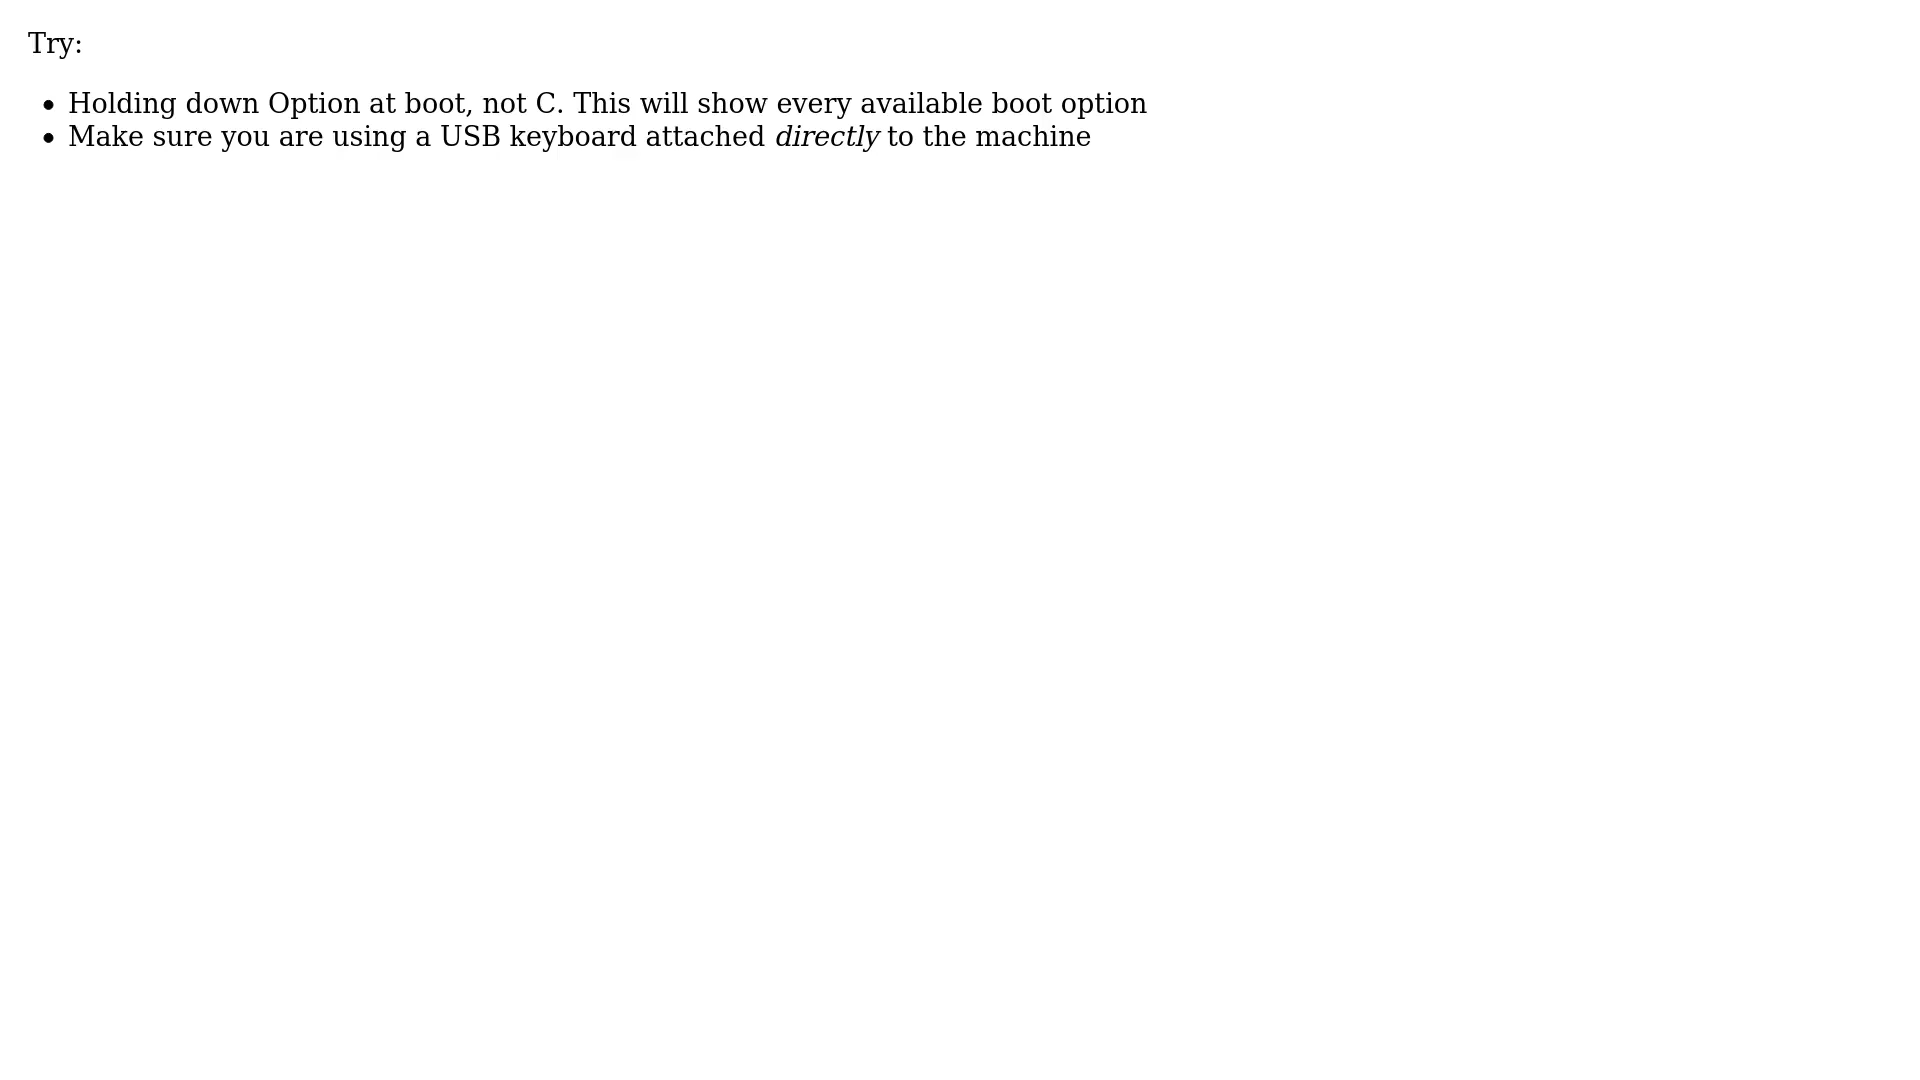 Try:
Holding down Option at boot, not C. This will show every available boot option
Make sure you are using a USB keyboard attached directly to the machine